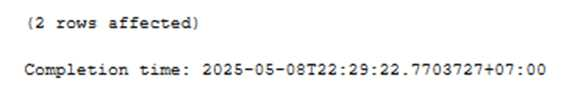 (2 rows affected)
Completion time: 2025-05-08T22:29:22.7703727+07:00